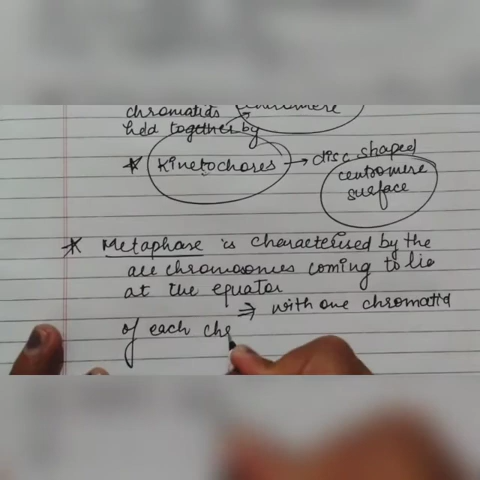 chromatids centromere
held together by
* Kinetochores → disc shaped
centromere
surface
* Metaphase is characterised by the
all chromosomes coming to lie
at the equator
⇒ with one chromatid
of each che